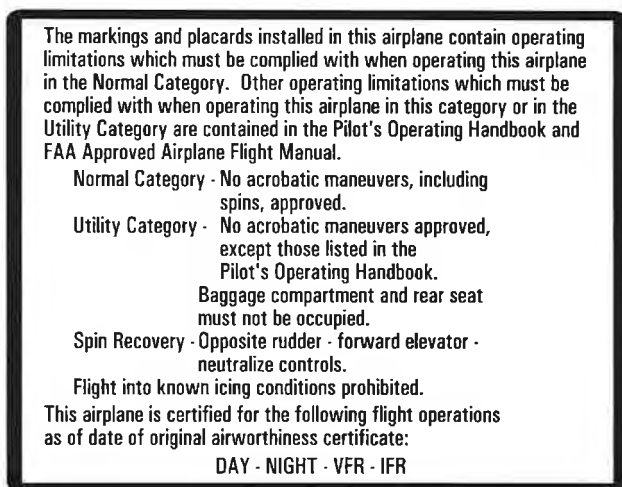 The markings and placards installed in this airplane contain operating
limitations which must be complied with when operating this airplane
in the Normal Category. Other operating limitations which must be
complied with when operating this airplane in this category or in the
Utility Category are contained in the Pilot's Operating Handbook and
FAA Approved Airplane Flight Manual.
Normal Category - No acrobatic maneuvers, including
spins, approved.
Utility Category - No acrobatic maneuvers approved,
except those listed in the
Pilot's Operating Handbook.
Baggage compartment and rear seat
must not be occupied.
Spin Recovery - Opposite rudder - forward elevator -
neutralize controls.
Flight into known icing conditions prohibited.
This airplane is certified for the following flight operations
as of date of original airworthiness certificate:
DAY - NIGHT - VFR - IFR